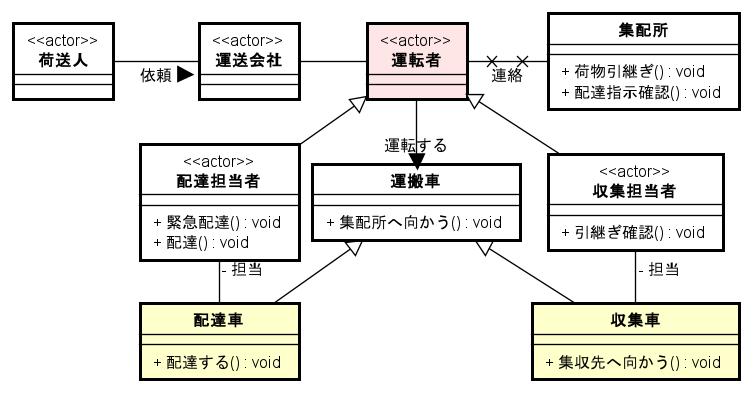 <<actor>>
荷送人
依頼
<<actor>>
運送会社
<<actor>>
運転者
連絡
集配所
+ 荷物引継ぎ() : void
+ 配達指示確認() : void
運転する
<<actor>>
配達担当者
+ 緊急配達() : void
+ 配達() : void
運搬車
+ 集配所へ向かう() : void
<<actor>>
収集担当者
+ 引継ぎ確認() : void
- 担当
- 担当
配達車
+ 配達する() : void
収集車
+ 集収先へ向かう() : void